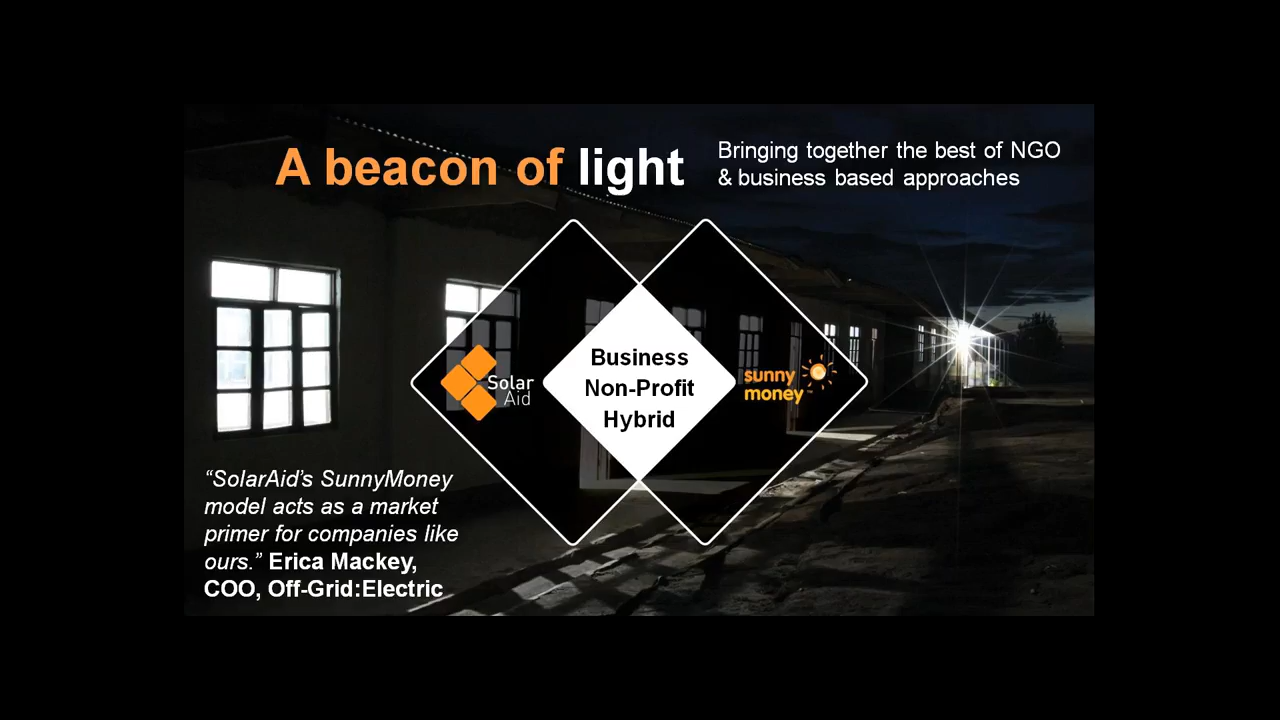 A beacon of light
Bringing together the best of NGO
& business based approaches
Solar
Aid
Business
Non-Profit
Hybrid
sunny
money
“SolarAid’s SunnyMoney
model acts as a market
primer for companies like
ours.” Erica Mackey,
COO, Off-Grid:Electric